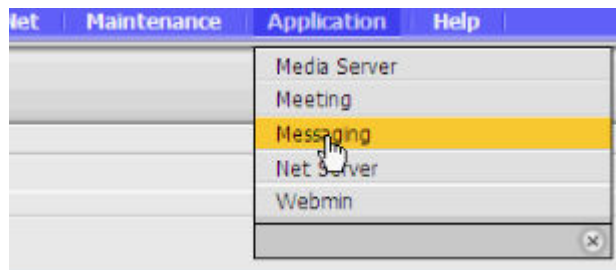 Net Maintenance Application Help
Media Server
Meeting
Messaging
Net Server
Webmin